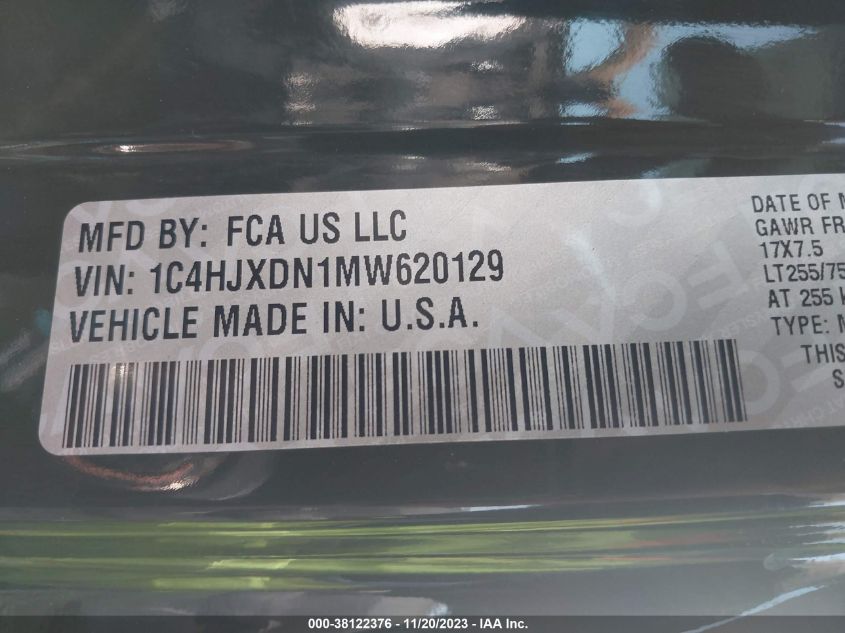 MFD BY: FCA US LLC
VIN: 1C4HJXDN1MW620129
VEHICLE MADE IN: U.S.A.
DATE OF
GAWR FR
17X7.5
LT255/75
AT 255
TYPE:
THIS
S
000-38122376 - 11/20/2023 - IAA Inc.